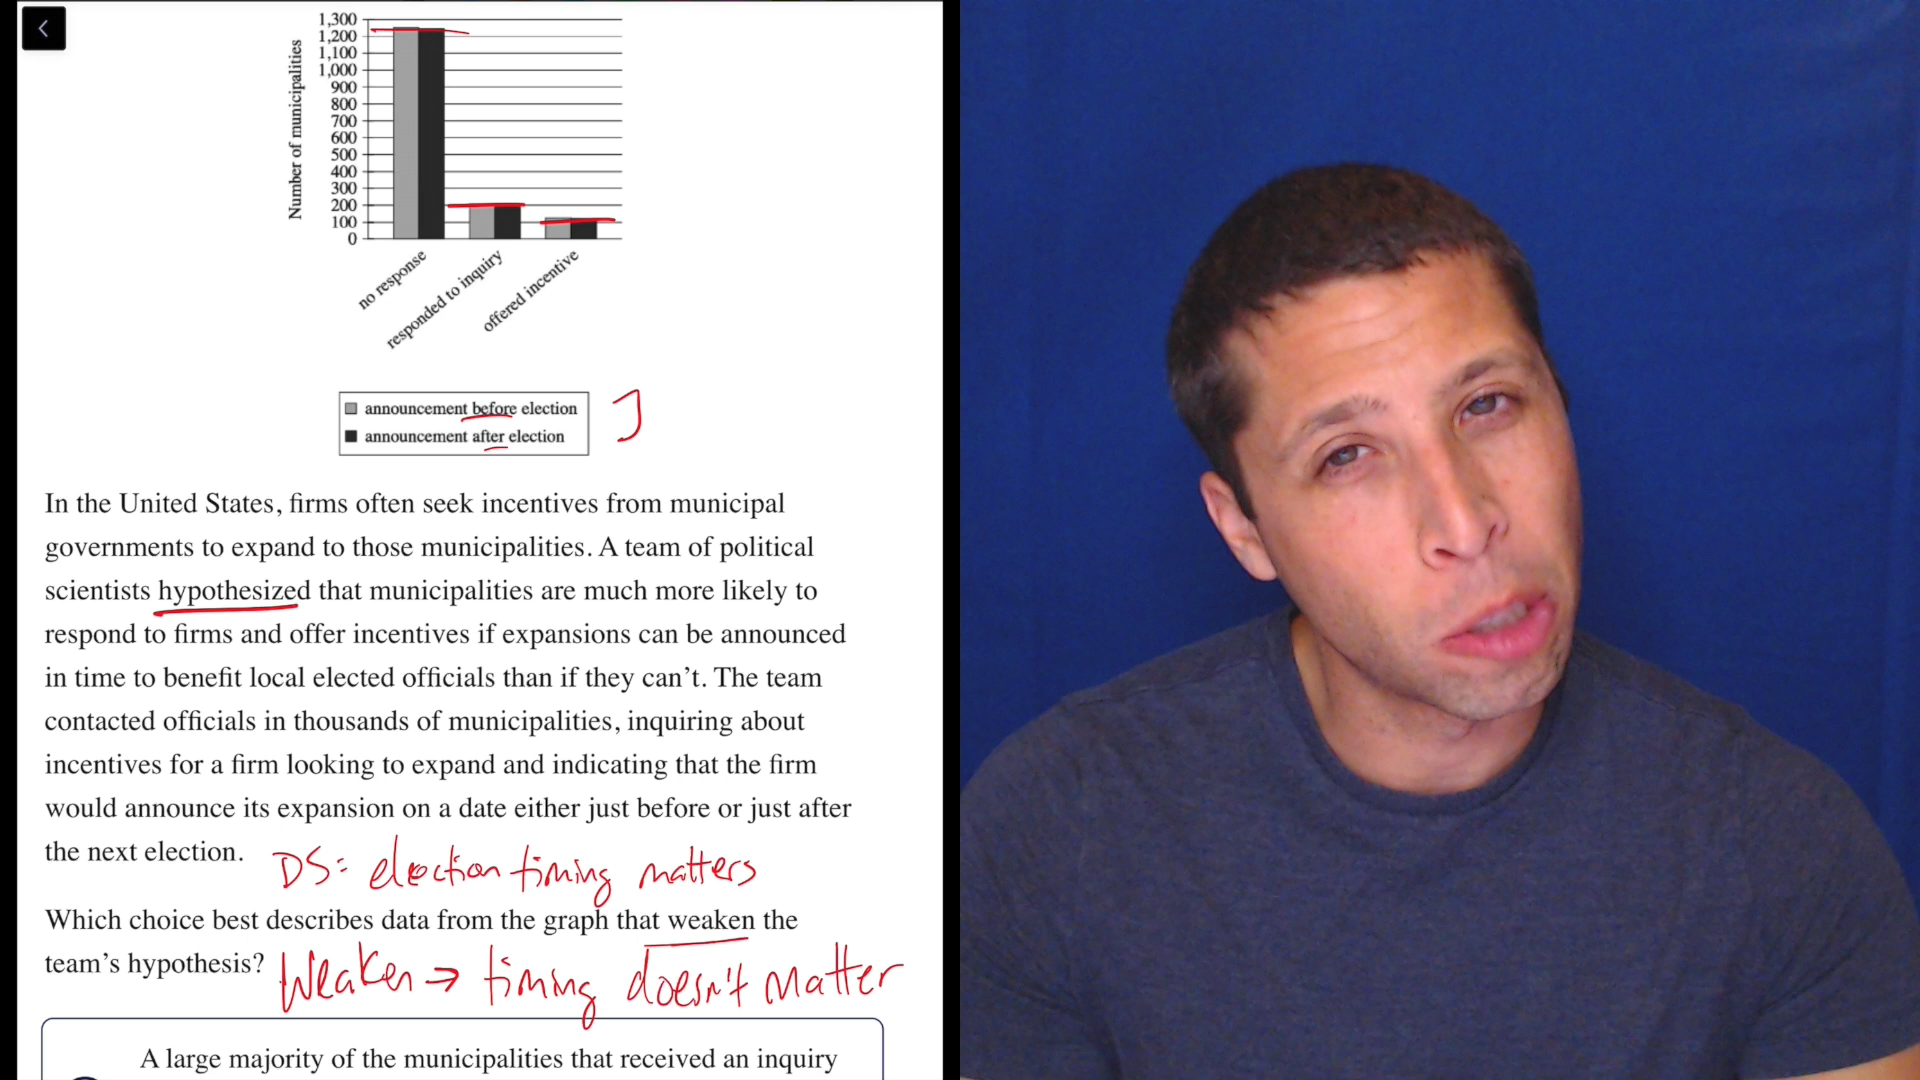 1,300
1,200
1,100
1,000
900
800
700
600
500
400
300
200
100
0
Number of municipalities
no response
responded to inquiry
offered incentive
announcement before election
announcement after election
In the United States, firms often seek incentives from municipal
governments to expand to those municipalities. A team of political
scientists hypothesized that municipalities are much more likely to
respond to firms and offer incentives if expansions can be announced
in time to benefit local elected officials than if they can’t. The team
contacted officials in thousands of municipalities, inquiring about
incentives for a firm looking to expand and indicating that the firm
would announce its expansion on a date either just before or just after
the next election.
DS: election timing matters
Which choice best describes data from the graph that weaken the
team’s hypothesis?
Weaken → timing doesn't matter
A large majority of the municipalities that received an inquiry